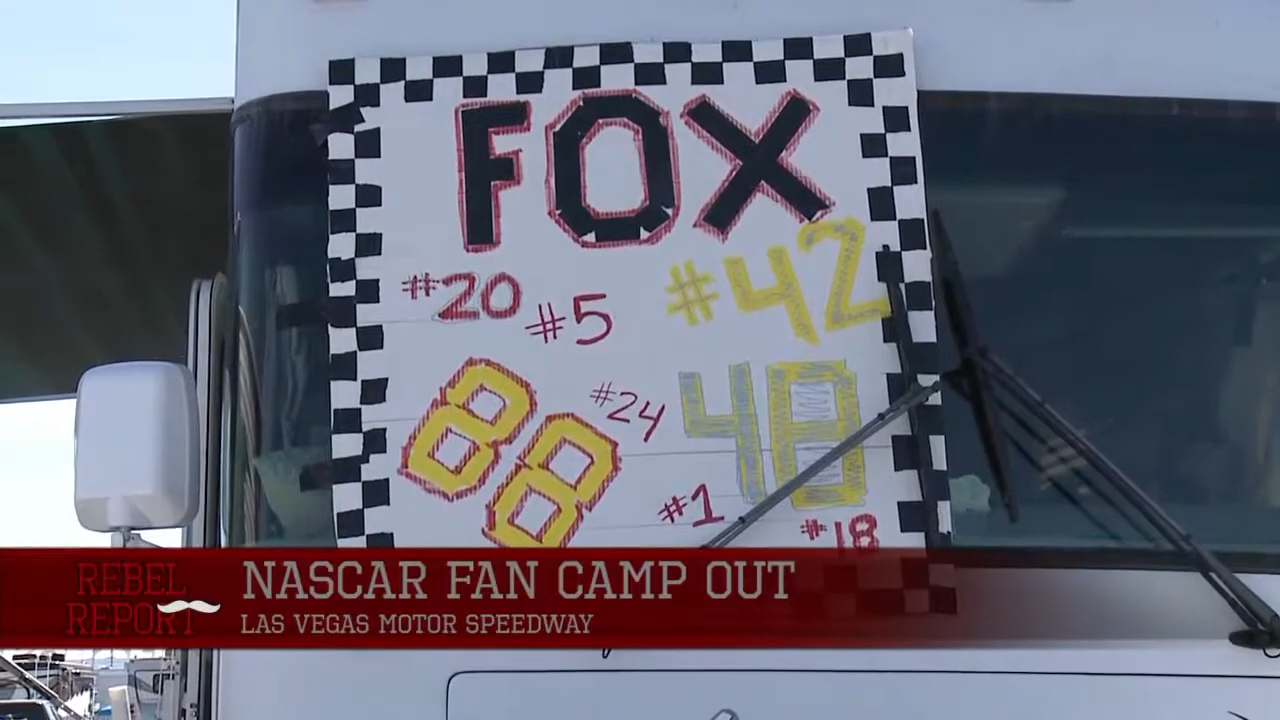 FOX
#20 #5 #42
88 #24 48
#1 #18
REBEL
REPORT
NASCAR FAN CAMP OUT
LAS VEGAS MOTOR SPEEDWAY